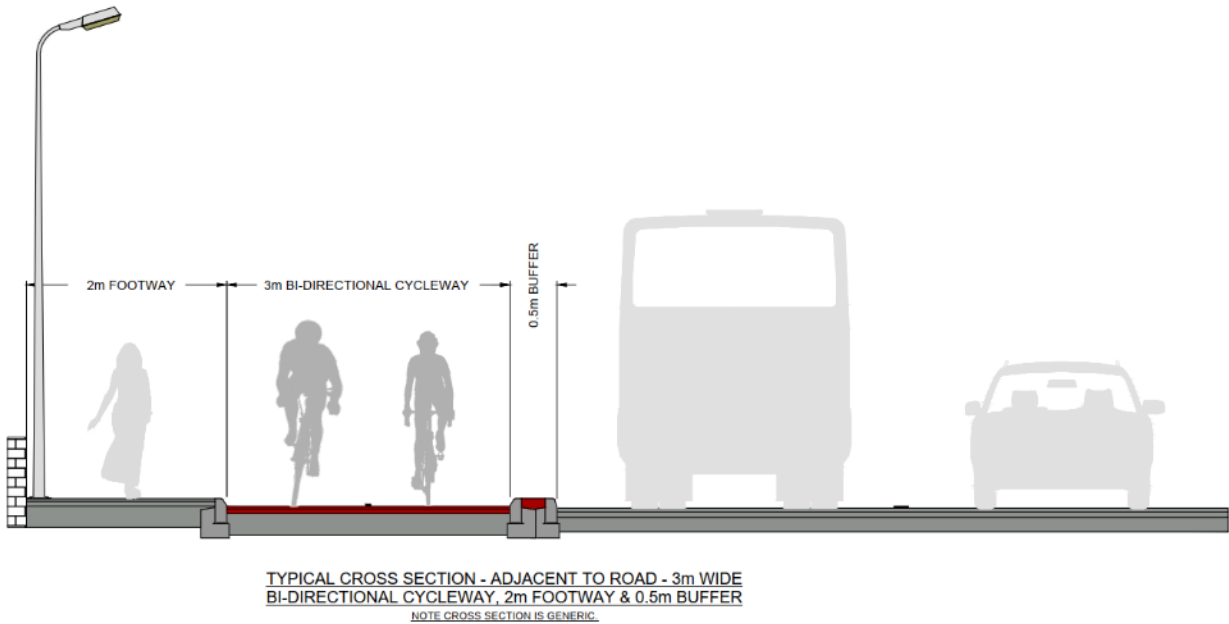 2m FOOTWAY
3m BI-DIRECTIONAL CYCLEWAY
0.5m BUFFER
TYPICAL CROSS SECTION - ADJACENT TO ROAD - 3m WIDE
BI-DIRECTIONAL CYCLEWAY, 2m FOOTWAY & 0.5m BUFFER
NOTE CROSS SECTION IS GENERIC.